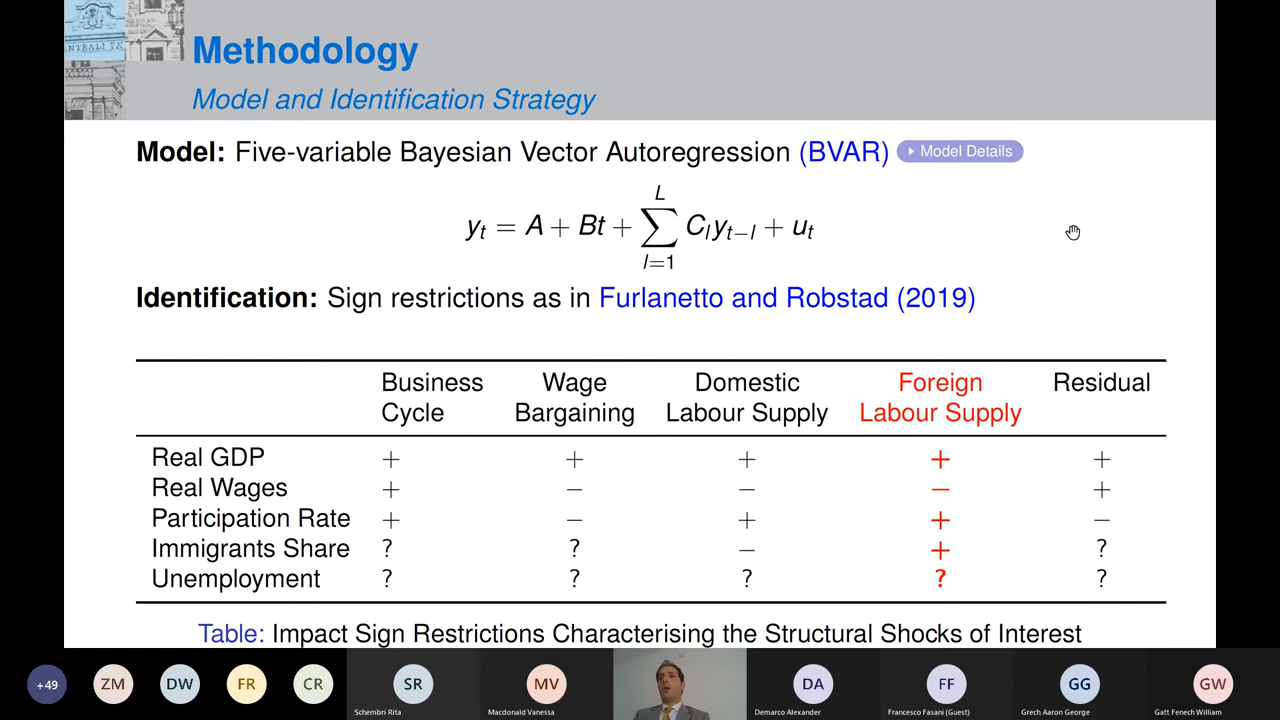 NTRALI TA
Methodology
Model and Identification Strategy
Model: Five-variable Bayesian Vector Autoregression (BVAR) Model Details
L
y_t = A + Bt + ∑ C_l y_{t−l} + u_t
l=1
Identification: Sign restrictions as in Furlanetto and Robstad (2019)
Business Wage Domestic Foreign Residual
Cycle Bargaining Labour Supply Labour Supply
Real GDP + + + + +
Real Wages + − − − +
Participation Rate + − + + −
Immigrants Share ? ? − + ?
Unemployment ? ? ? ? ?
Table: Impact Sign Restrictions Characterising the Structural Shocks of Interest
+49 ZM DW FR CR SR MV DA FF GG GW
Schembri Rita Macdonald Vanessa Demarco Alexander Francesco Fasani (Guest) Grech Aaron George Gatt Fenech William